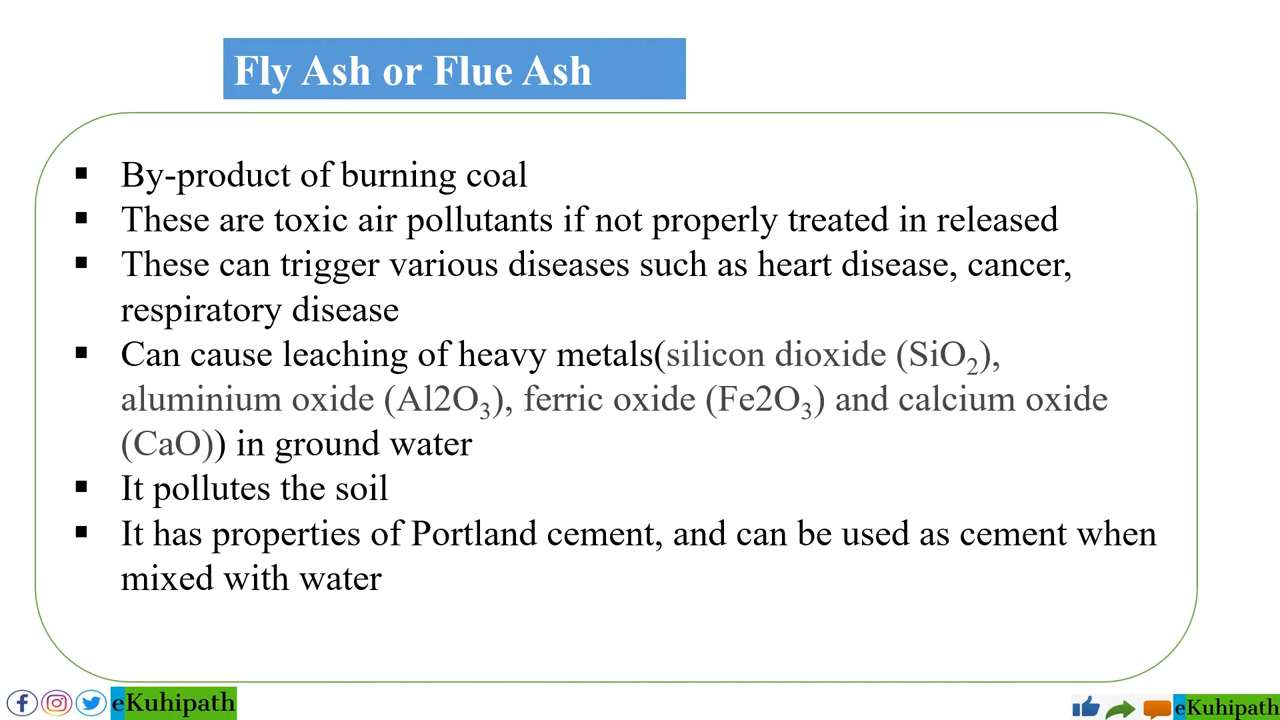 Fly Ash or Flue Ash
▪ By-product of burning coal
▪ These are toxic air pollutants if not properly treated in released
▪ These can trigger various diseases such as heart disease, cancer,
respiratory disease
▪ Can cause leaching of heavy metals(silicon dioxide (SiO₂),
aluminium oxide (Al2O₃), ferric oxide (Fe2O₃) and calcium oxide
(CaO)) in ground water
▪ It pollutes the soil
▪ It has properties of Portland cement, and can be used as cement when
mixed with water
eKuhipath
eKuhipath